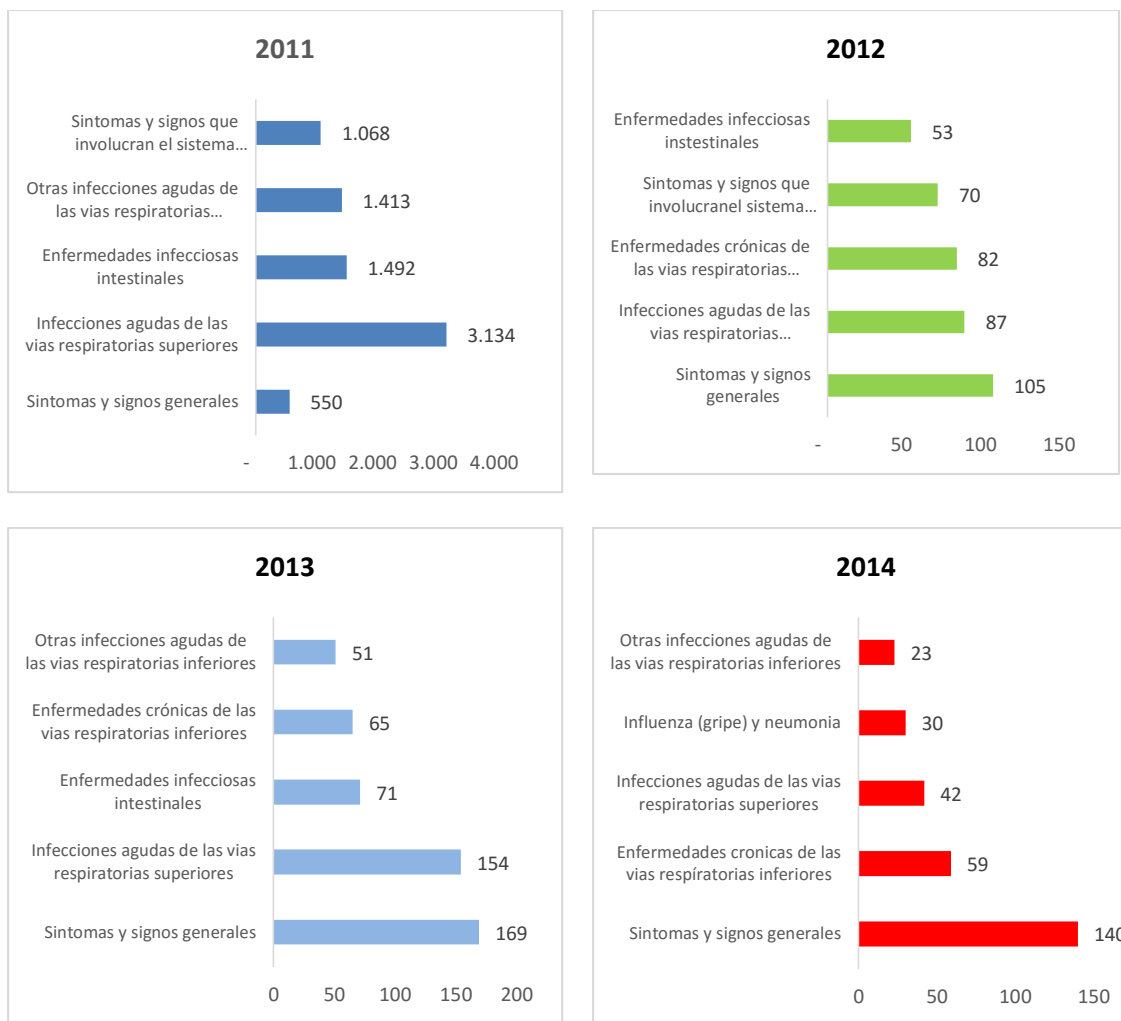 2011
Sintomas y signos que
involucran el sistema...
1.068
Otras infecciones agudas de
las vias respiratorias...
1.413
Enfermedades infecciosas
intestinales
1.492
Infecciones agudas de las
vias respiratorias superiores
3.134
Sintomas y signos generales
550
- 1.000 2.000 3.000 4.000
2012
Enfermedades infecciosas
instestinales
53
Sintomas y signos que
involucranel sistema...
70
Enfermedades crónicas de
las vias respiratorias...
82
Infecciones agudas de las
vias respiratorias...
87
Sintomas y signos
generales
105
- 50 100 150
2013
Otras infecciones agudas de
las vias respiratorias inferiores
51
Enfermedades crónicas de las
vias respiratorias inferiores
65
Enfermedades infecciosas
intestinales
71
Infecciones agudas de las vias
respiratorias superiores
154
Sintomas y signos generales
169
0 50 100 150 200
2014
Otras infecciones agudas de
las vias respiratorias inferiores
23
Influenza (gripe) y neumonia
30
Infecciones agudas de las vias
respiratorias superiores
42
Enfermedades cronicas de las
vias respíratorias inferiores
59
Sintomas y signos generales
140
0 50 100 150